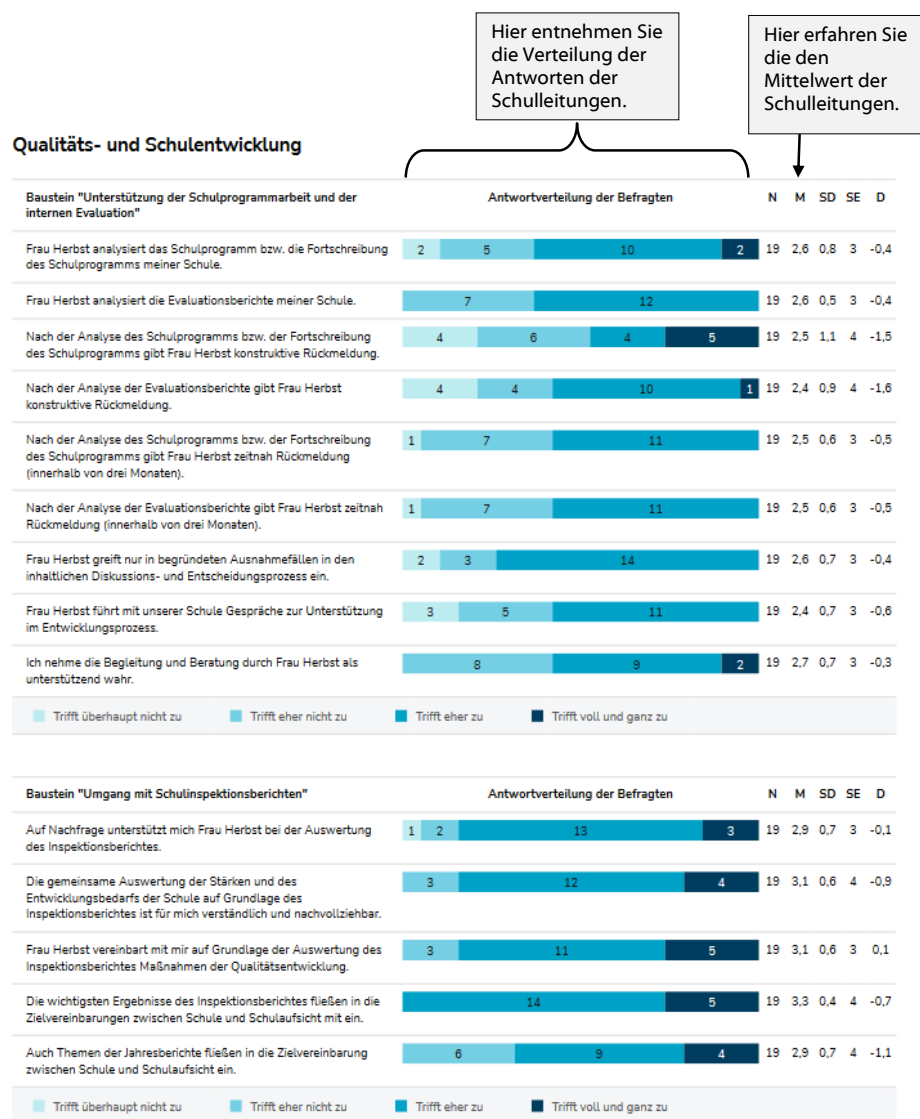 Hier entnehmen Sie
die Verteilung der
Antworten der
Schulleitungen.
Hier erfahren Sie
die den
Mittelwert der
Schulleitungen.
Qualitäts- und Schulentwicklung
Baustein "Unterstützung der Schulprogrammarbeit und der
internen Evaluation"
Antwortverteilung der Befragten N M SD SE D
Frau Herbst analysiert das Schulprogramm bzw. die Fortschreibung
des Schulprogramms meiner Schule.
2 5 10 2 19 2,6 0,8 3 -0,4
Frau Herbst analysiert die Evaluationsberichte meiner Schule.
7 12 19 2,6 0,5 3 -0,4
Nach der Analyse des Schulprogramms bzw. der Fortschreibung
des Schulprogramms gibt Frau Herbst konstruktive Rückmeldung.
4 6 4 5 19 2,5 1,1 4 -1,5
Nach der Analyse der Evaluationsberichte gibt Frau Herbst
konstruktive Rückmeldung.
4 4 10 1 19 2,4 0,9 4 -1,6
Nach der Analyse des Schulprogramms bzw. der Fortschreibung
des Schulprogramms gibt Frau Herbst zeitnah Rückmeldung
(innerhalb von drei Monaten).
1 7 11 19 2,5 0,6 3 -0,5
Nach der Analyse der Evaluationsberichte gibt Frau Herbst zeitnah
Rückmeldung (innerhalb von drei Monaten).
1 7 11 19 2,5 0,6 3 -0,5
Frau Herbst greift nur in begründeten Ausnahmefällen in den
inhaltlichen Diskussions- und Entscheidungsprozess ein.
2 3 14 19 2,6 0,7 3 -0,4
Frau Herbst führt mit unserer Schule Gespräche zur Unterstützung
im Entwicklungsprozess.
3 5 11 19 2,4 0,7 3 -0,6
Ich nehme die Begleitung und Beratung durch Frau Herbst als
unterstützend wahr.
8 9 2 19 2,7 0,7 3 -0,3
Trifft überhaupt nicht zu Trifft eher nicht zu Trifft eher zu Trifft voll und ganz zu
Baustein "Umgang mit Schulinspektionsberichten" Antwortverteilung der Befragten N M SD SE D
Auf Nachfrage unterstützt mich Frau Herbst bei der Auswertung
des Inspektionsberichtes.
1 2 13 3 19 2,9 0,7 3 -0,1
Die gemeinsame Auswertung der Stärken und des
Entwicklungsbedarfs der Schule auf Grundlage des
Inspektionsberichtes ist für mich verständlich und nachvollziehbar.
3 12 4 19 3,1 0,6 4 -0,9
Frau Herbst vereinbart mit mir auf Grundlage der Auswertung des
Inspektionsberichtes Maßnahmen der Qualitätsentwicklung.
3 11 5 19 3,1 0,6 3 0,1
Die wichtigsten Ergebnisse des Inspektionsberichtes fließen in die
Zielvereinbarungen zwischen Schule und Schulaufsicht mit ein.
14 5 19 3,3 0,4 4 -0,7
Auch Themen der Jahresberichte fließen in die Zielvereinbarung
zwischen Schule und Schulaufsicht ein.
6 9 4 19 2,9 0,7 4 -1,1
Trifft überhaupt nicht zu Trifft eher nicht zu Trifft eher zu Trifft voll und ganz zu